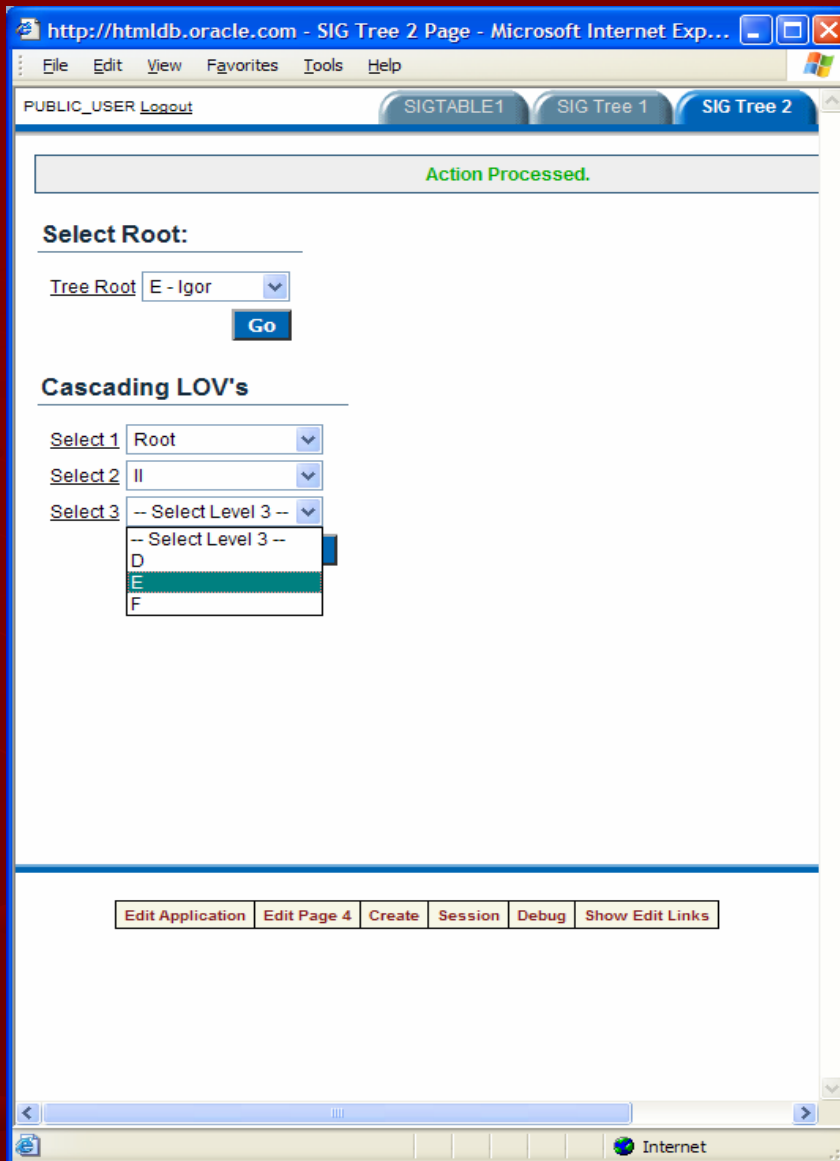 http://htmldb.oracle.com - SIG Tree 2 Page - Microsoft Internet Exp...
File Edit View Favorites Tools Help
PUBLIC_USER Logout SIGTABLE1 SIG Tree 1 SIG Tree 2
Action Processed.
Select Root:
Tree Root E - Igor
Go
Cascading LOV's
Select 1 Root
Select 2 II
Select 3 -- Select Level 3 --
-- Select Level 3 --
D
E
F
Edit Application Edit Page 4 Create Session Debug Show Edit Links
Internet